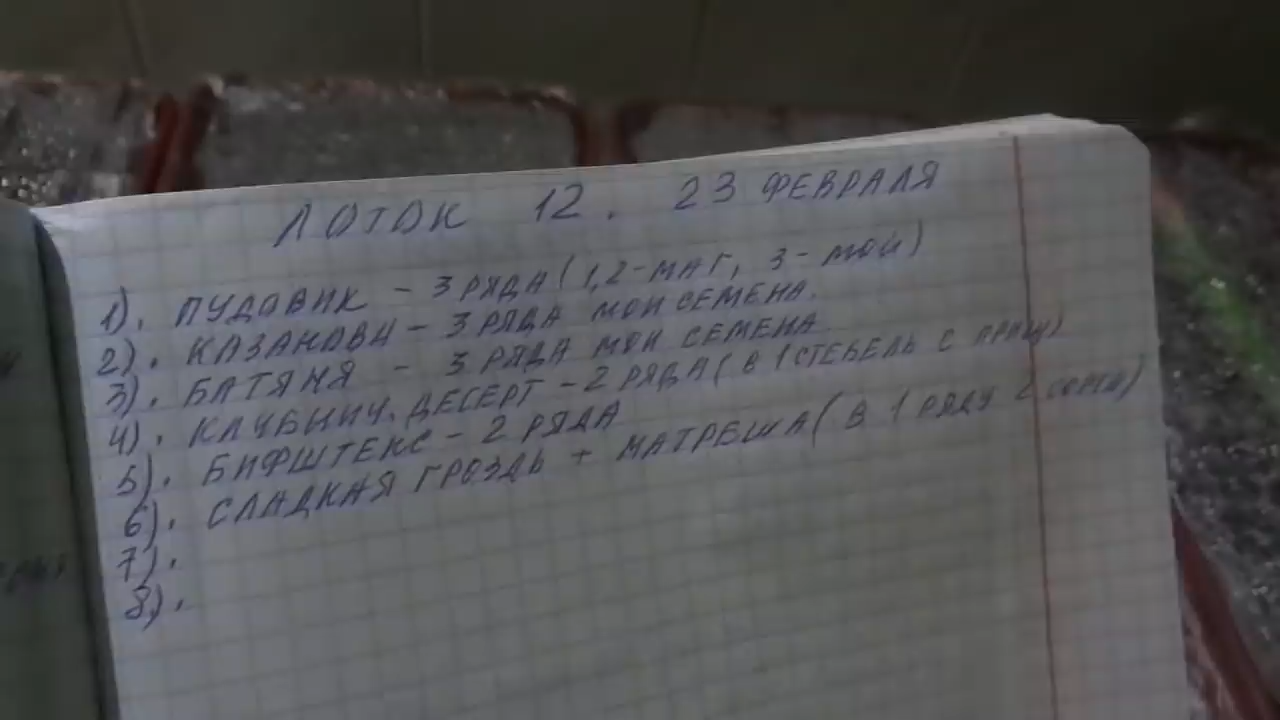 ЛОТОК 12. 23 ФЕВРАЛЯ
1). ПУДОВИК - 3 РЯДА (1,2-МАГ, 3- МОИ)
2). КАЗАНОВИ - 3 РЯДА МОИ СЕМЕНА.
3). БАТЯНЯ - 3 РЯДА МОИ СЕМЕНА.
4). КЛУБНИЧ. ДЕСЕРТ - 2 РЯДА (В 1 СТЕБЕЛЬ С
5). БИФШТЕКС - 2 РЯДА
6). СЛАДКАЯ ГРОЗДЬ + МАТРЕША (В 1 РЯДУ 2 СОРТА)
7).
8).